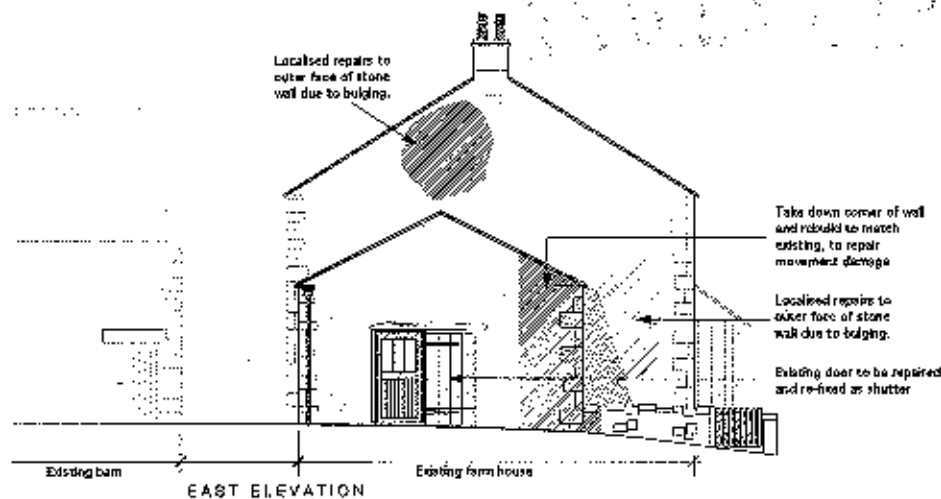 Localised repairs to
outer face of stone
wall due to bulging.
Take down corner of wall
and rebuild to match
existing, to repair
movement damage
Localised repairs to
outer face of stone
wall due to bulging.
Existing door to be repaired
and re-fixed as shutter
Existing barn
Existing farm house
EAST ELEVATION